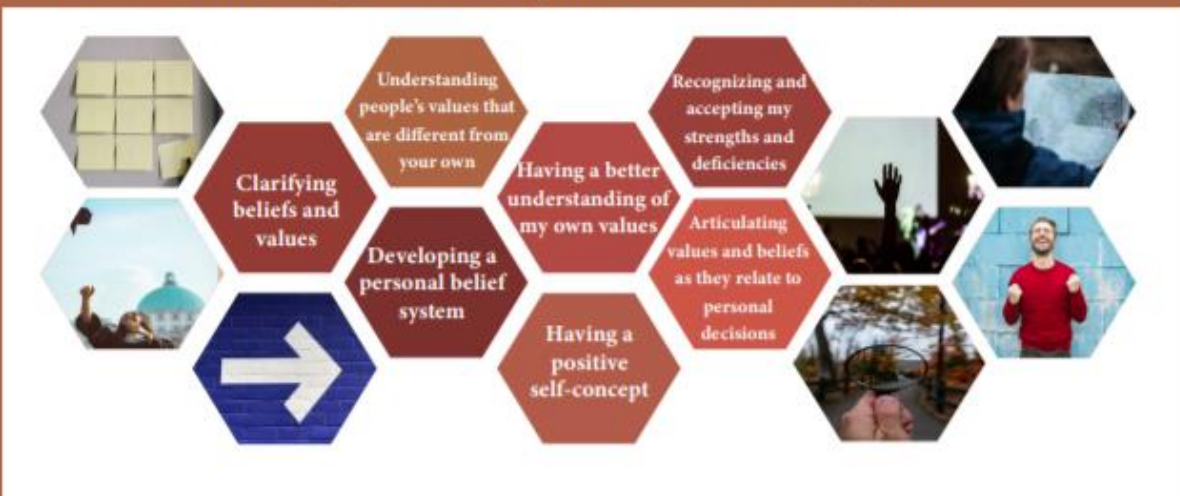 Understanding
people's values that
are different from
your own
Recognizing and
accepting my
strengths and
deficiencies
Clarifying
beliefs and
values
Having a better
understanding of
my own values
Developing a
personal belief
system
Articulating
values and beliefs
as they relate to
personal
decisions
Having a
positive
self-concept